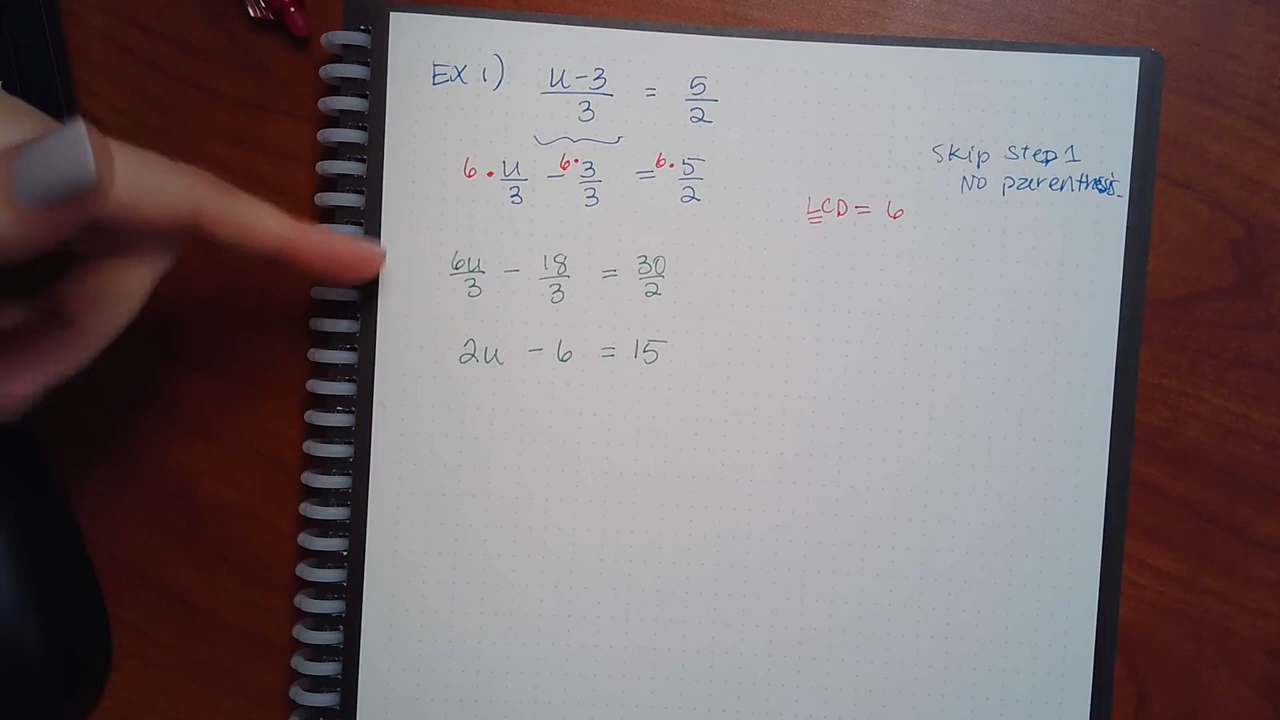 Ex 1) u-3/3 = 5/2
6 • u/3 - 6 • 3/3 = 6 • 5/2
Skip Step 1
No parenthesis.
LCD = 6
6u/3 - 18/3 = 30/2
2u - 6 = 15